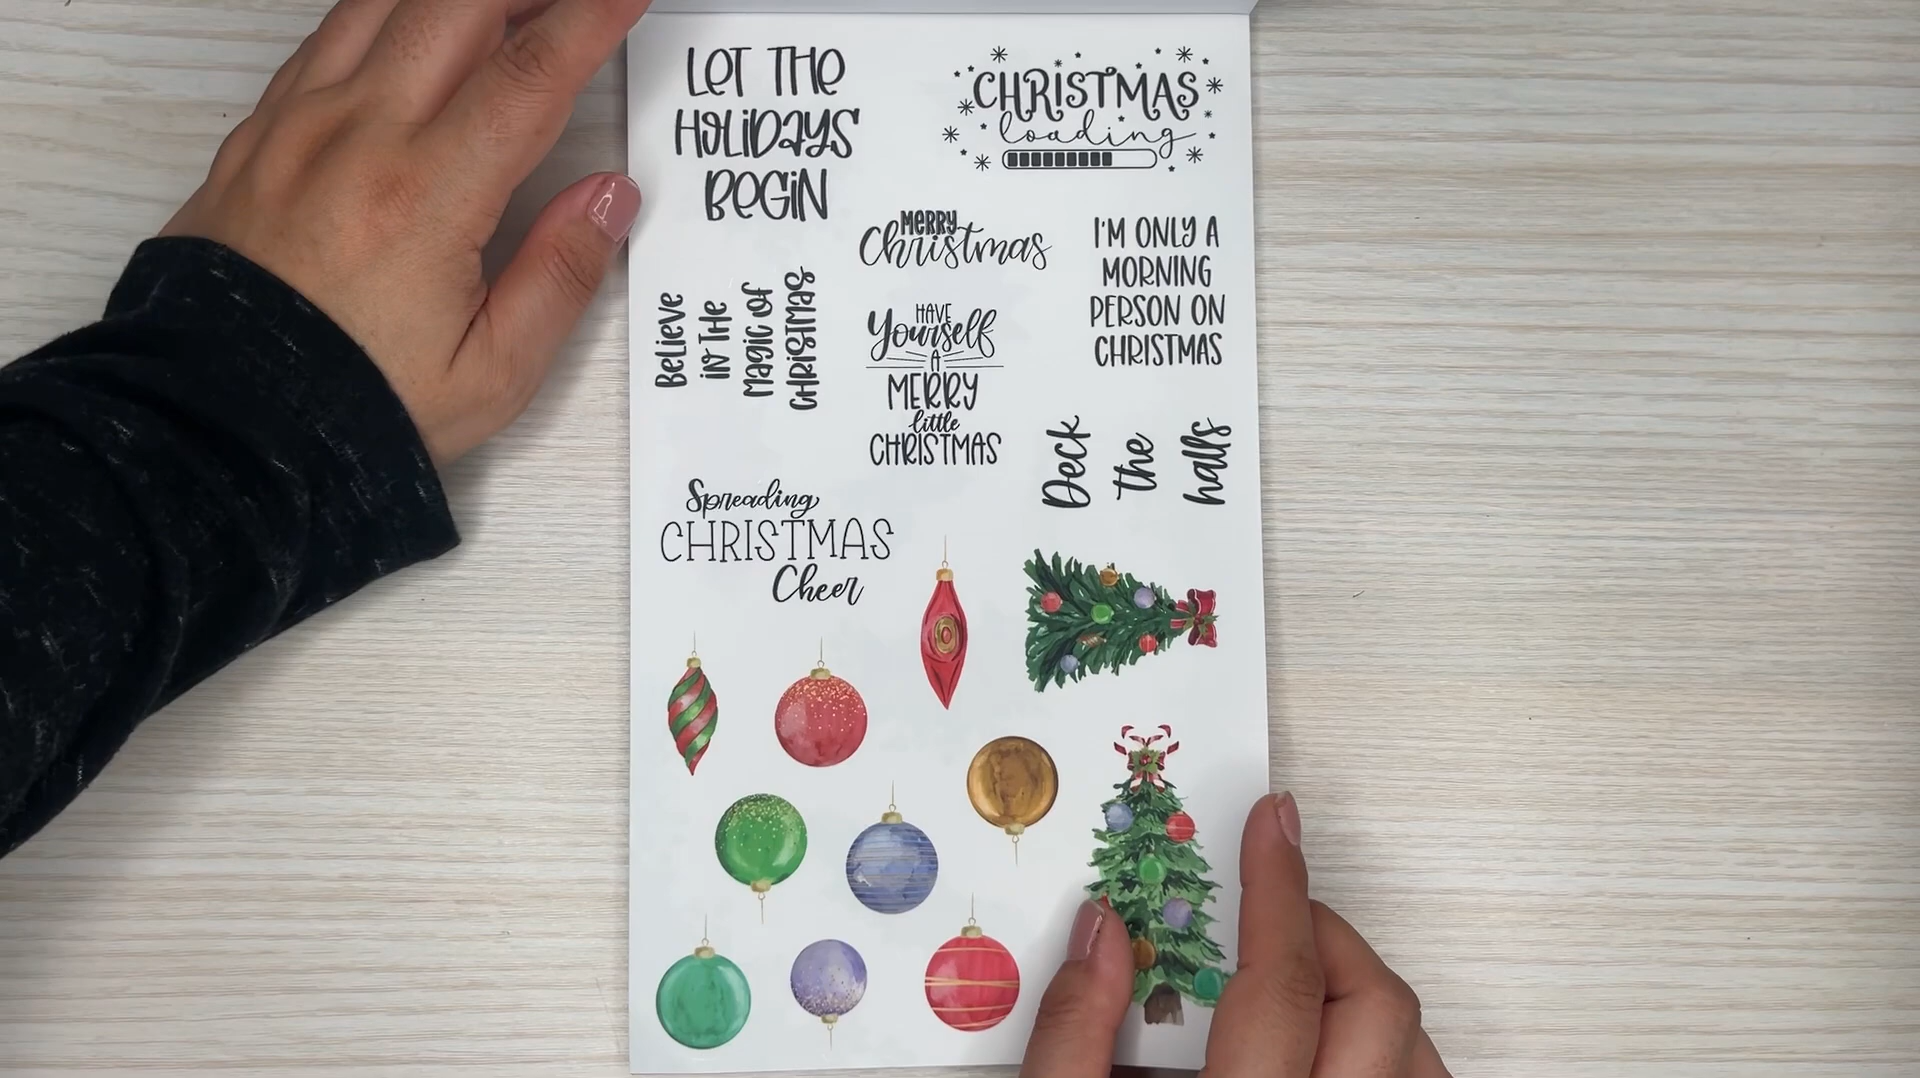 LET THE
HOLIDAYS
BEGIN
CHRISTMAS
loading
MERRY
Christmas
I'M ONLY A
MORNING
PERSON ON
CHRISTMAS
Believe
IN THE
MAGIC OF
CHRISTMAS
HAVE
Yourself
A
MERRY
little
CHRISTMAS
Deck
the
halls
Spreading
CHRISTMAS
Cheer